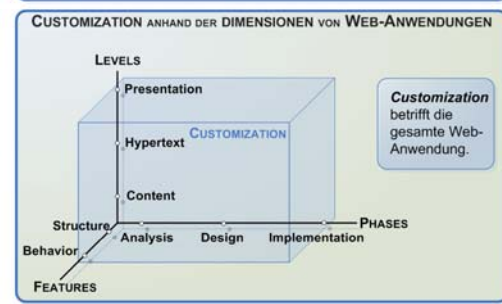 CUSTOMIZATION ANHAND DER DIMENSIONEN VON WEB-ANWENDUNGEN
LEVELS
Presentation
Customization
betrifft die
gesamte Web-
Anwendung.
CUSTOMIZATION
Hypertext
Content
Structure
PHASES
Analysis
Design
Implementation
Behavior
FEATURES